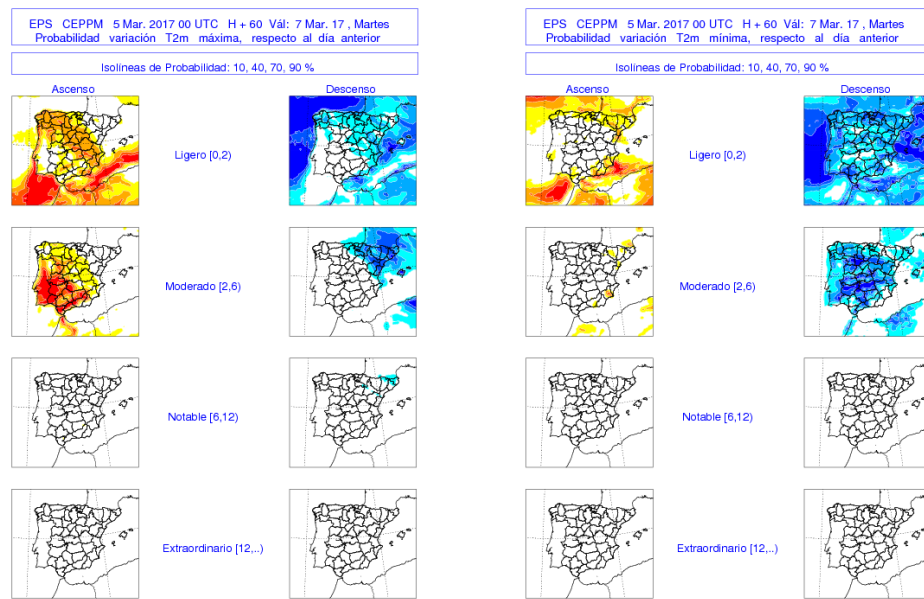 EPS CEPPM 5 Mar. 2017 00 UTC H + 60 Vál: 7 Mar. 17 , Martes
Probabilidad variación T2m máxima, respecto al día anterior
Isolíneas de Probabilidad: 10, 40, 70, 90 %
Ascenso
Descenso
Ligero [0,2)
Moderado [2,6)
Notable [6,12)
Extraordinario [12,..)
EPS CEPPM 5 Mar. 2017 00 UTC H + 60 Vál: 7 Mar. 17 , Martes
Probabilidad variación T2m mínima, respecto al día anterior
Isolíneas de Probabilidad: 10, 40, 70, 90 %
Ascenso
Descenso
Ligero [0,2)
Moderado [2,6)
Notable [6,12)
Extraordinario [12,..)